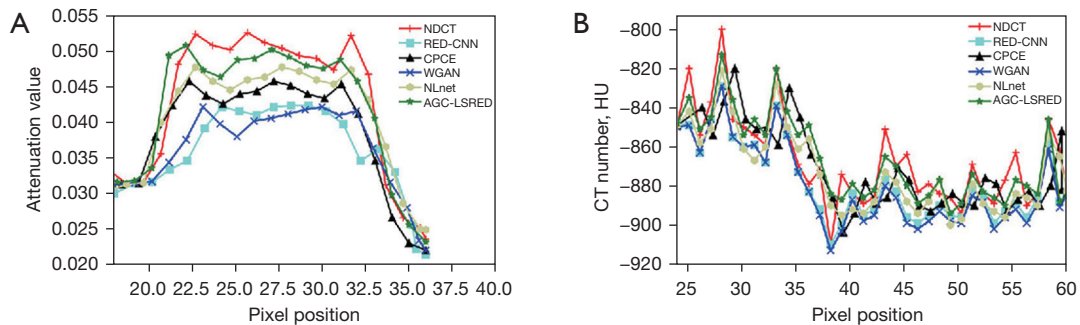 A
0.055
0.050
0.045
0.040
0.035
0.030
0.025
0.020
Attenuation value
20.0 22.5 25.0 27.5 30.0 32.5 35.0 37.5 40.0
Pixel position
NDCT
RED-CNN
CPCE
WGAN
NLnet
AGC-LSRED
B
−800
−820
−840
−860
−880
−900
−920
CT number, HU
25 30 35 40 45 50 55 60
Pixel position
NDCT
RED-CNN
CPCE
WGAN
NLnet
AGC-LSRED